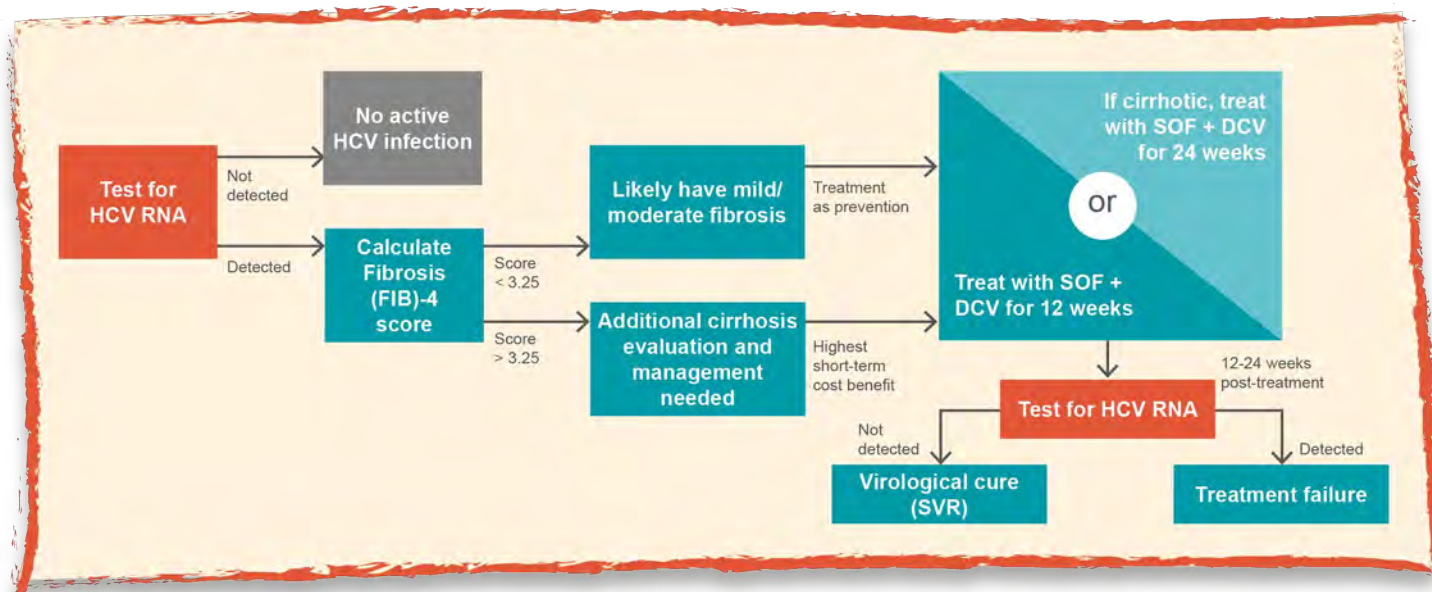 Test for
HCV RNA
Not
detected
No active
HCV infection
Detected
Calculate
Fibrosis
(FIB)-4
score
Score
< 3.25
Likely have mild/
moderate fibrosis
Treatment
as prevention
Score
> 3.25
Additional cirrhosis
evaluation and
management
needed
Highest
short-term
cost benefit
If cirrhotic, treat
with SOF + DCV
for 24 weeks
or
Treat with SOF +
DCV for 12 weeks
12-24 weeks
post-treatment
Test for HCV RNA
Not
detected
Virological cure
(SVR)
Detected
Treatment failure